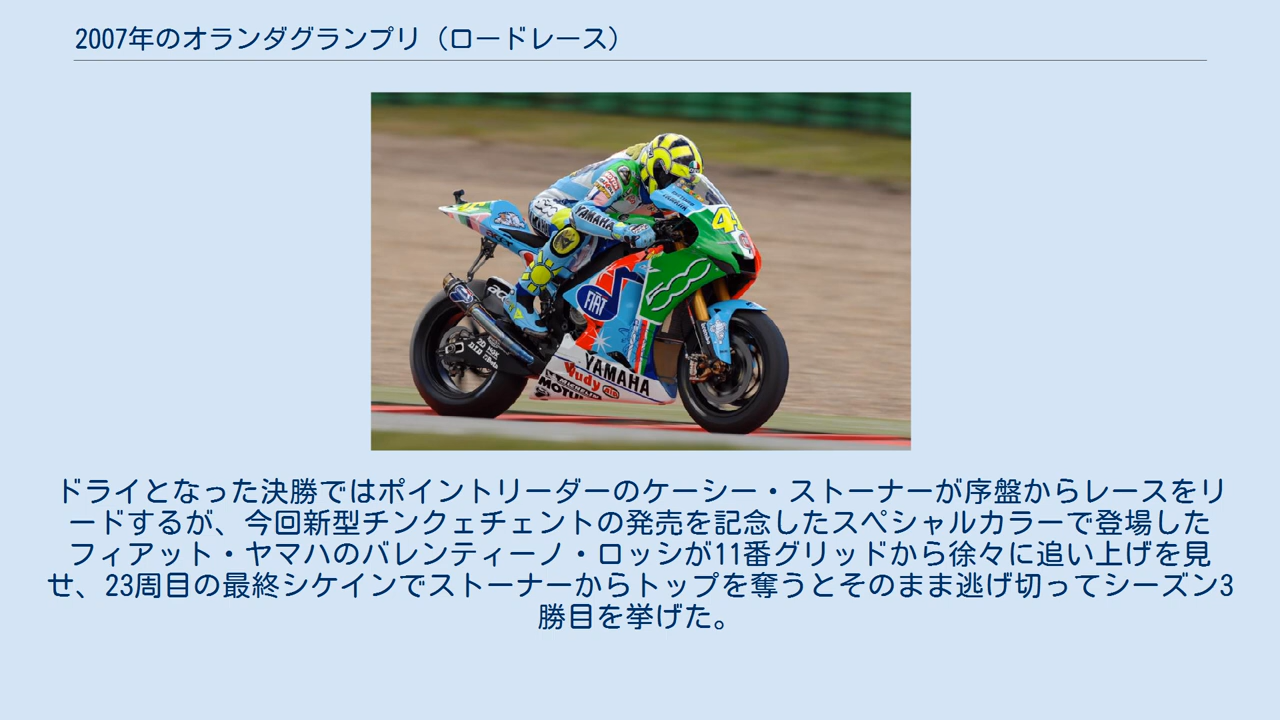 2007年のオランダグランプリ（ロードレース）
4
YAMAHA
FIAT
500
YAMAHA
Rudy
MICHELIN
MOTUL
ドライとなった決勝ではポイントリーダーのケーシー・ストーナーが序盤からレースをリ
ードするが、今回新型チンクェチェントの発売を記念したスペシャルカラーで登場した
フィアット・ヤマハのバレンティーノ・ロッシが11番グリッドから徐々に追い上げを見
せ、23周目の最終シケインでストーナーからトップを奪うとそのまま逃げ切ってシーズン3
勝目を挙げた。